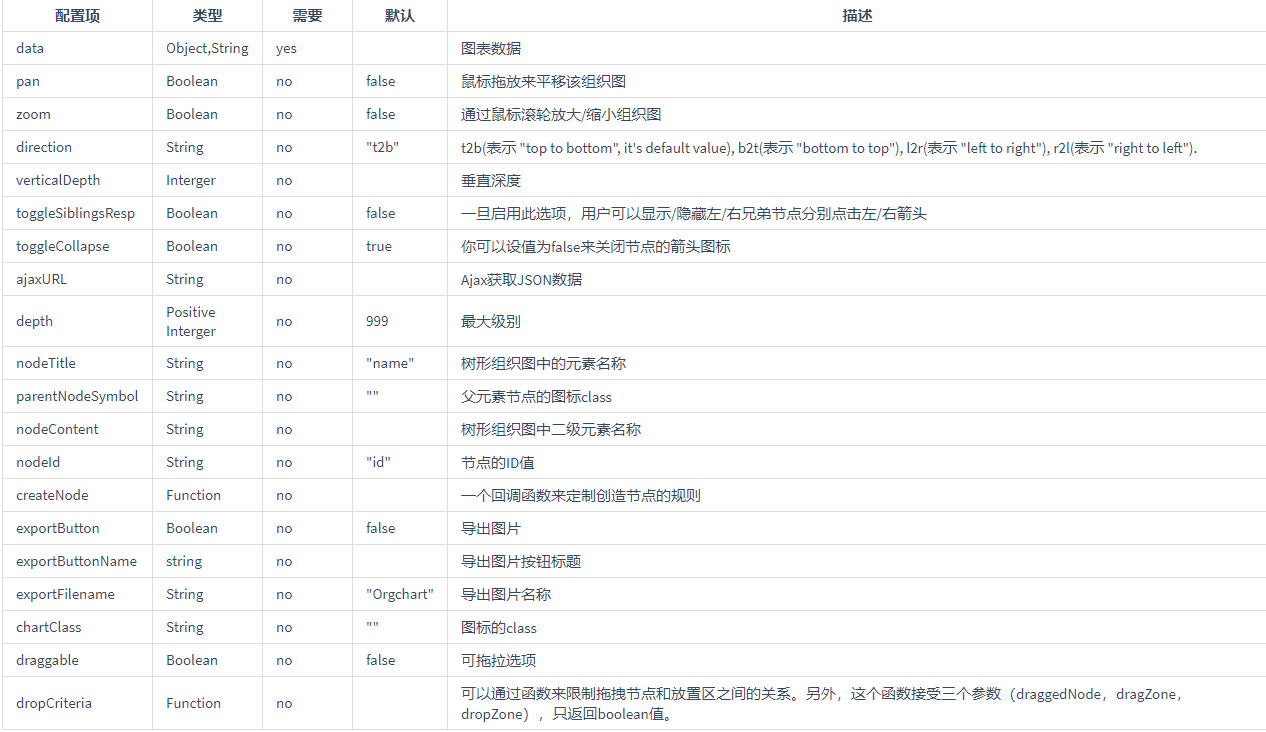 配置项 类型 需要 默认 描述
data Object,String yes 图表数据
pan Boolean no false 鼠标拖放来平移该组织图
zoom Boolean no false 通过鼠标滚轮放大/缩小组织图
direction String no "t2b" t2b(表示 "top to bottom", it's default value), b2t(表示 "bottom to top"), l2r(表示 "left to right"), r2l(表示 "right to left").
verticalDepth Interger no 垂直深度
toggleSiblingsResp Boolean no false 一旦启用此选项，用户可以显示/隐藏左/右兄弟节点分别点击左/右箭头
toggleCollapse Boolean no true 你可以设值为false来关闭节点的箭头图标
ajaxURL String no Ajax获取JSON数据
depth Positive
Interger no 999 最大级别
nodeTitle String no "name" 树形组织图中的元素名称
parentNodeSymbol String no "" 父元素节点的图标class
nodeContent String no 树形组织图中二级元素名称
nodeId String no "id" 节点的ID值
createNode Function no 一个回调函数来定制创造节点的规则
exportButton Boolean no false 导出图片
exportButtonName string no 导出图片按钮标题
exportFilename String no "Orgchart" 导出图片名称
chartClass String no "" 图标的class
draggable Boolean no false 可拖拉选项
dropCriteria Function no 可以通过函数来限制拖拽节点和放置区之间的关系。另外，这个函数接受三个参数（draggedNode，dragZone，
dropZone），只返回boolean值。